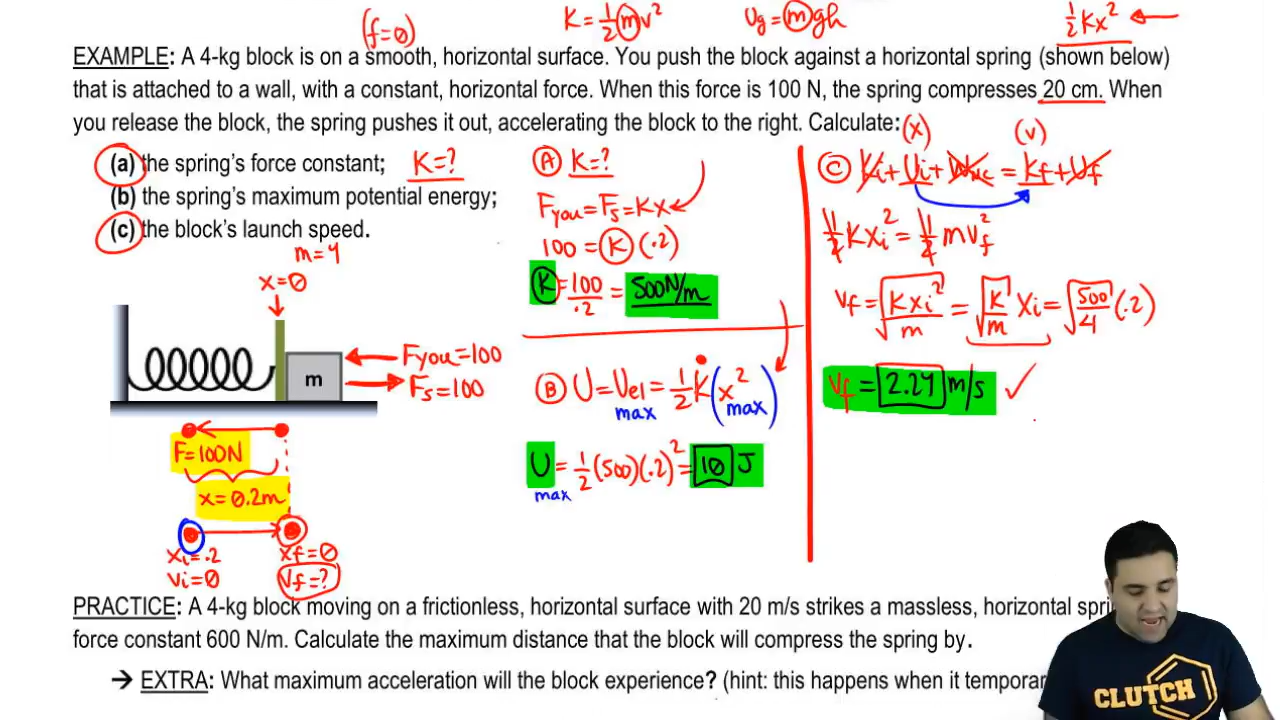 (f=0)
K = ½mv²
Ug = mgh
½Kx²
EXAMPLE: A 4-kg block is on a smooth, horizontal surface. You push the block against a horizontal spring (shown below)
that is attached to a wall, with a constant, horizontal force. When this force is 100 N, the spring compresses 20 cm. When
you release the block, the spring pushes it out, accelerating the block to the right. Calculate:
(x)
(v)
(a) the spring's force constant;
K=?
(b) the spring's maximum potential energy;
(c) the block's launch speed.
m=4
x=0
m
Fyou=100
Fs=100
F=100N
x=0.2m
xi=.2
vi=0
xf=0
vf=?
A K=?
Fyou=Fs=Kx
100 = K(.2)
K=100/.2 = 500N/m
B U=Uel=½k(x²)
max
max
U=½(500)(.2)²=10 J
max
C Ki+Ui+Wnc=Kf+Uf
½Kxi²=½mvf²
vf=√Kxi²/m=√K/m xi=√500/4(.2)
vf=2.24 m/s ✓
PRACTICE: A 4-kg block moving on a frictionless, horizontal surface with 20 m/s strikes a massless, horizontal
force constant 600 N/m. Calculate the maximum distance that the block will compress the spring by.
→ EXTRA: What maximum acceleration will the block experience? (hint: this happens when it
CLUTCH